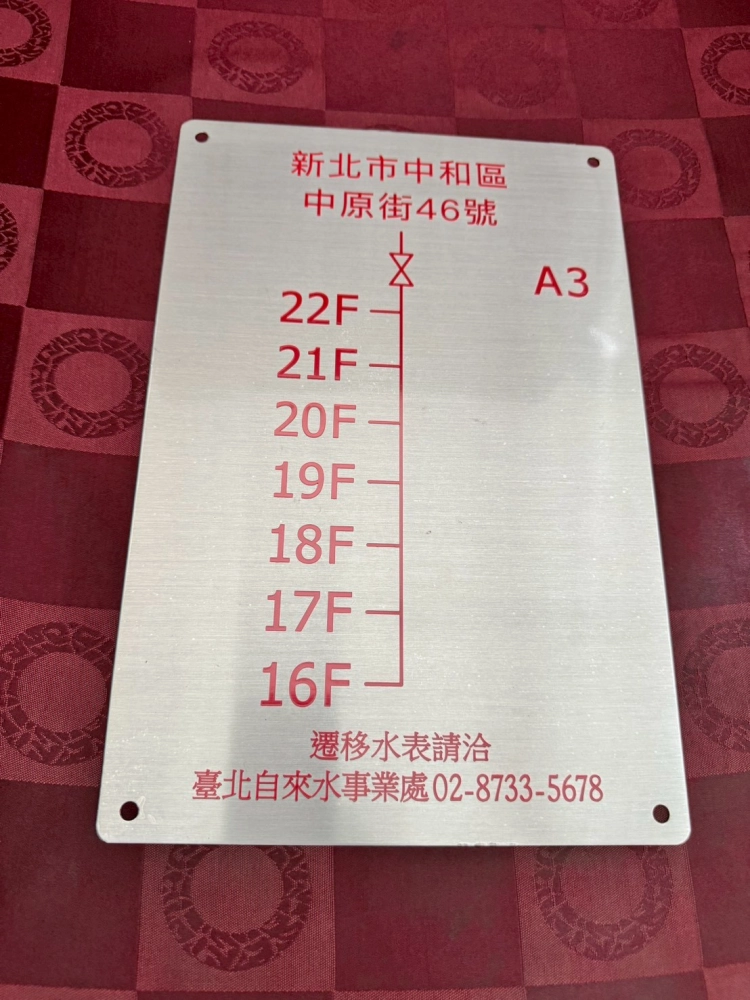 新北市中和區
中原街46號
A3
22F
21F
20F
19F
18F
17F
16F
遷移水表請洽
臺北自來水事業處02-8733-5678